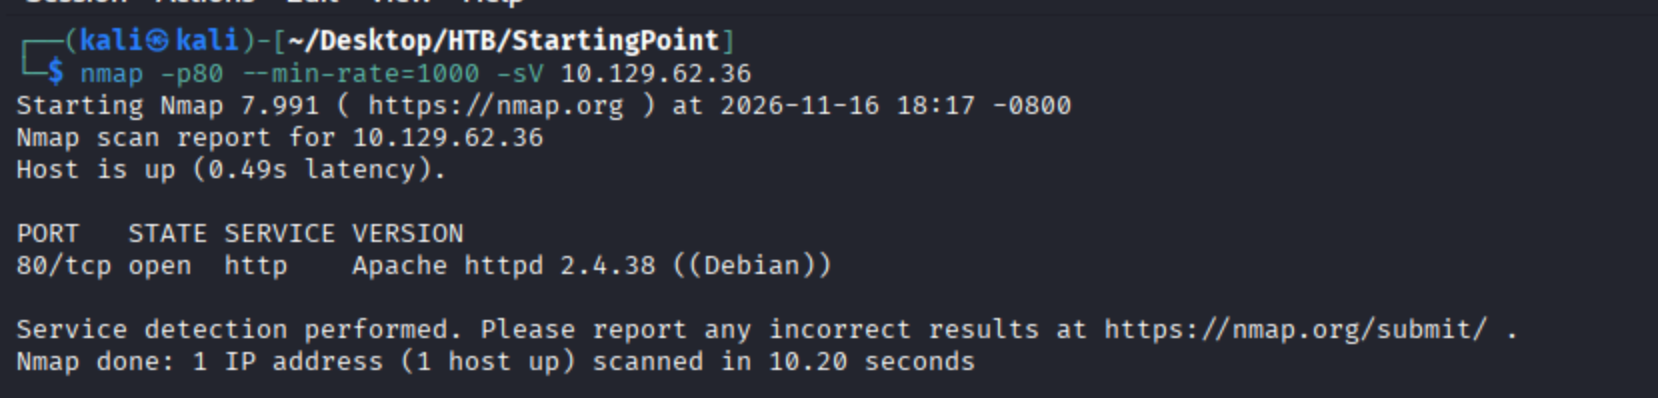 ┌──(kali㉿kali)-[~/Desktop/HTB/StartingPoint]
└─$ nmap -p80 --min-rate=1000 -sV 10.129.62.36
Starting Nmap 7.991 ( https://nmap.org ) at 2026-11-16 18:17 -0800
Nmap scan report for 10.129.62.36
Host is up (0.49s latency).
PORT   STATE SERVICE VERSION
80/tcp open  http    Apache httpd 2.4.38 ((Debian))
Service detection performed. Please report any incorrect results at https://nmap.org/submit/ .
Nmap done: 1 IP address (1 host up) scanned in 10.20 seconds